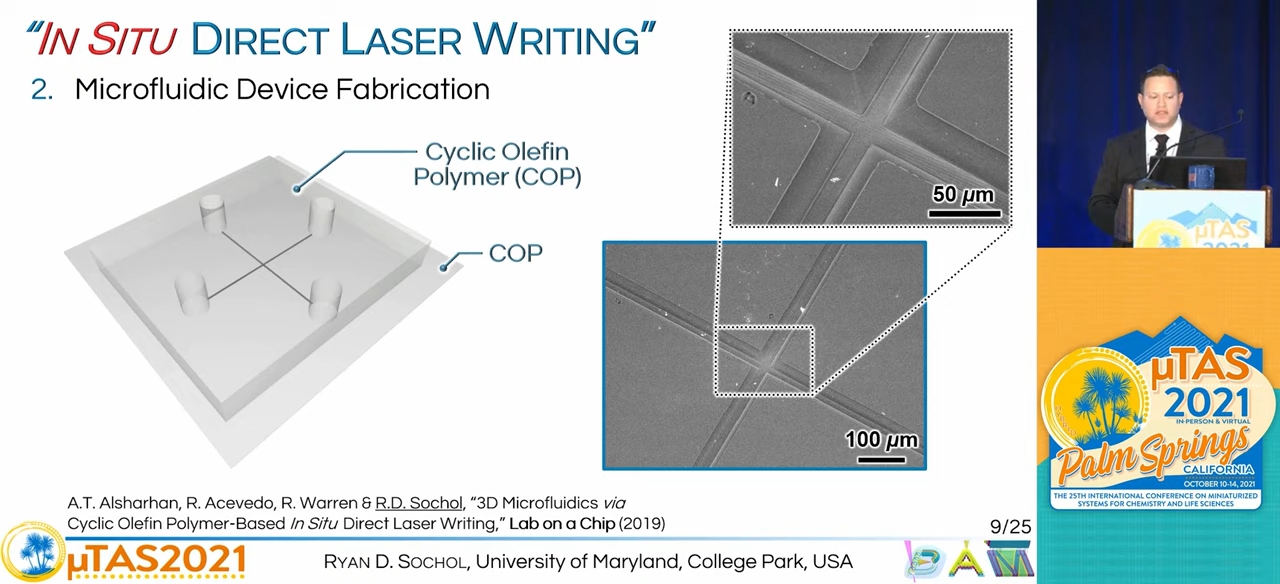 “IN SITU DIRECT LASER WRITING”
2. Microfluidic Device Fabrication
Cyclic Olefin
Polymer (COP)
COP
50 µm
100 µm
A.T. Alsharhan, R. Acevedo, R. Warren & R.D. Sochol, “3D Microfluidics via
Cyclic Olefin Polymer-Based In Situ Direct Laser Writing,” Lab on a Chip (2019)
9/25
µTAS2021
RYAN D. SOCHOL, University of Maryland, College Park, USA
BAM
µTAS
2021
µTAS
2021
IN-PERSON & VIRTUAL
Palm Springs
CALIFORNIA
OCTOBER 10-14, 2021
THE 25TH INTERNATIONAL CONFERENCE ON MINIATURIZED
SYSTEMS FOR CHEMISTRY AND LIFE SCIENCES